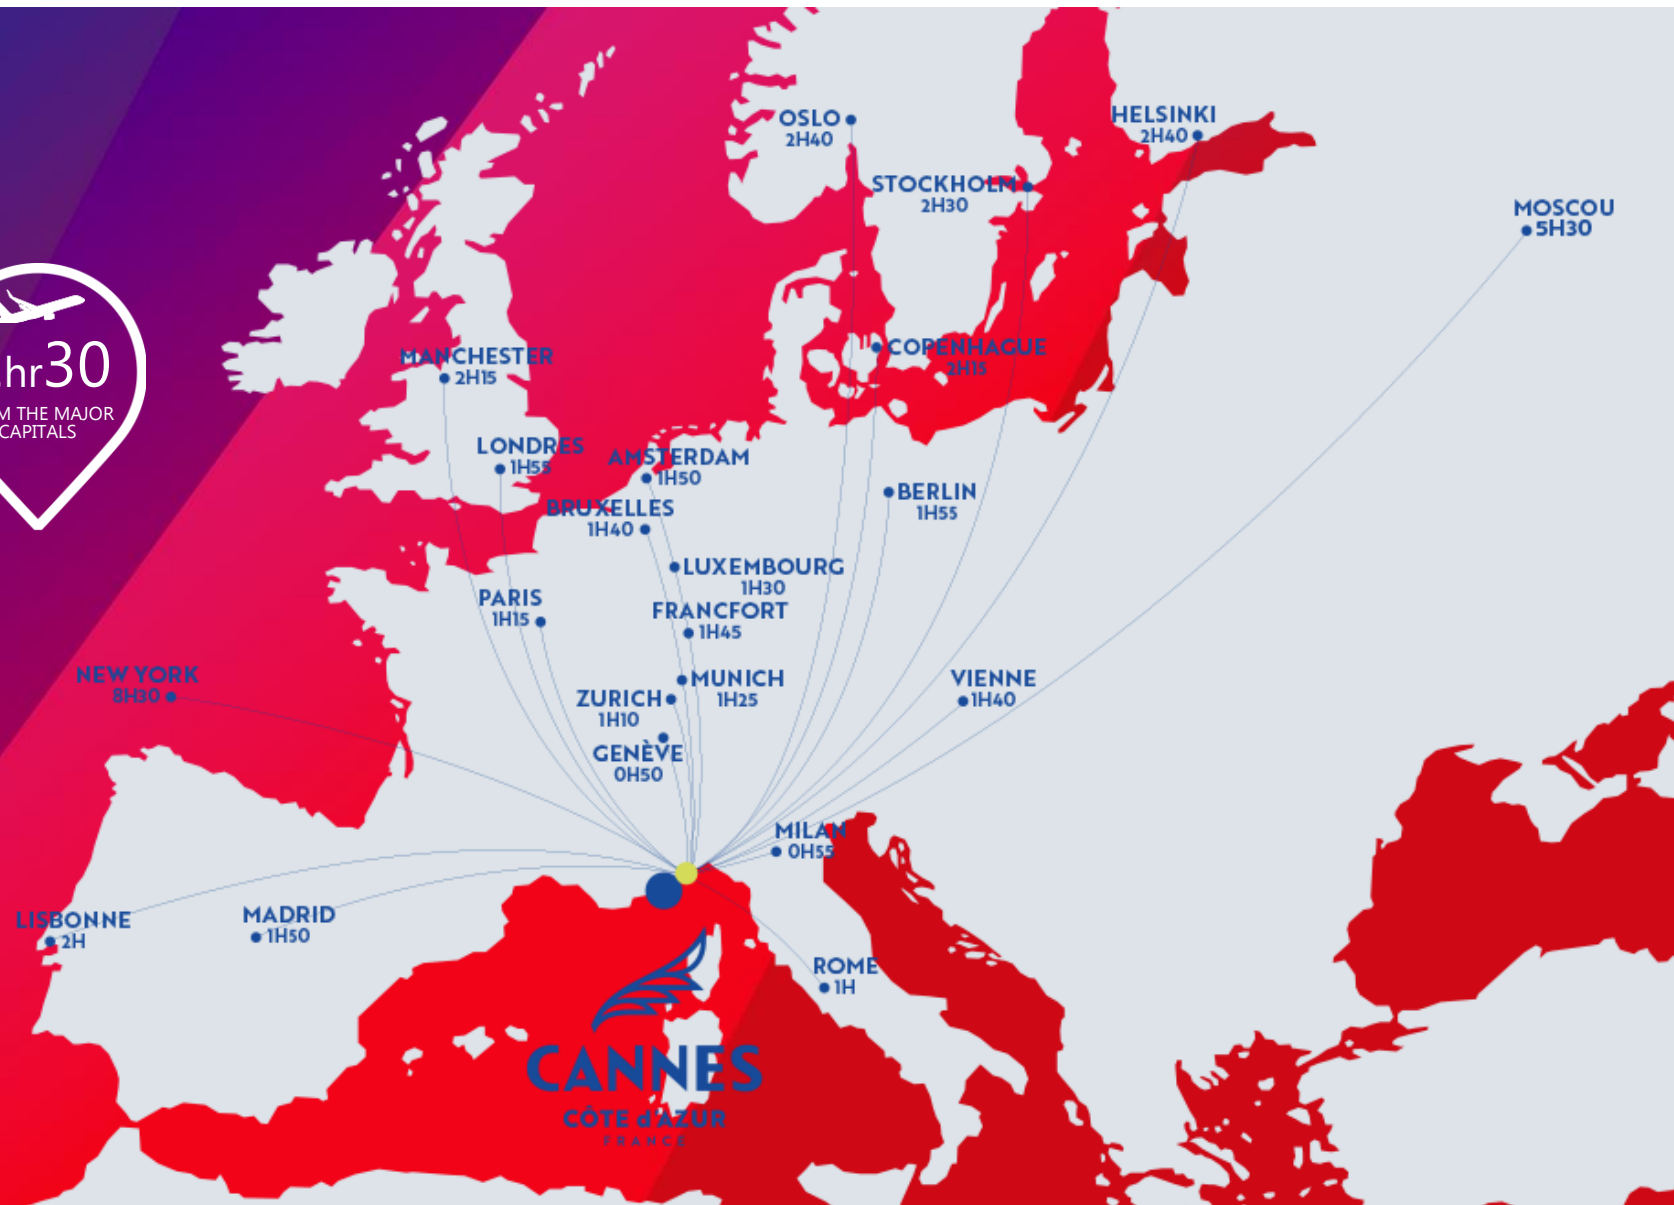 OSLO
2H40
HELSINKI
2H40
STOCKHOLM
2H30
MOSCOU
5H30
hr30
THE MAJOR
CAPITALS
MANCHESTER
2H15
COPENHAGUE
2H15
LONDRES
1H55
AMSTERDAM
1H50
BERLIN
1H55
BRUXELLES
1H40
LUXEMBOURG
1H30
PARIS
1H15
FRANCFORT
1H45
NEW YORK
8H30
MUNICH
1H25
ZURICH
1H10
VIENNE
1H40
GENÈVE
0H50
MILAN
0H55
LISBONNE
2H
MADRID
1H50
ROME
1H
CANNES
CÔTE d'AZUR
FRANCE